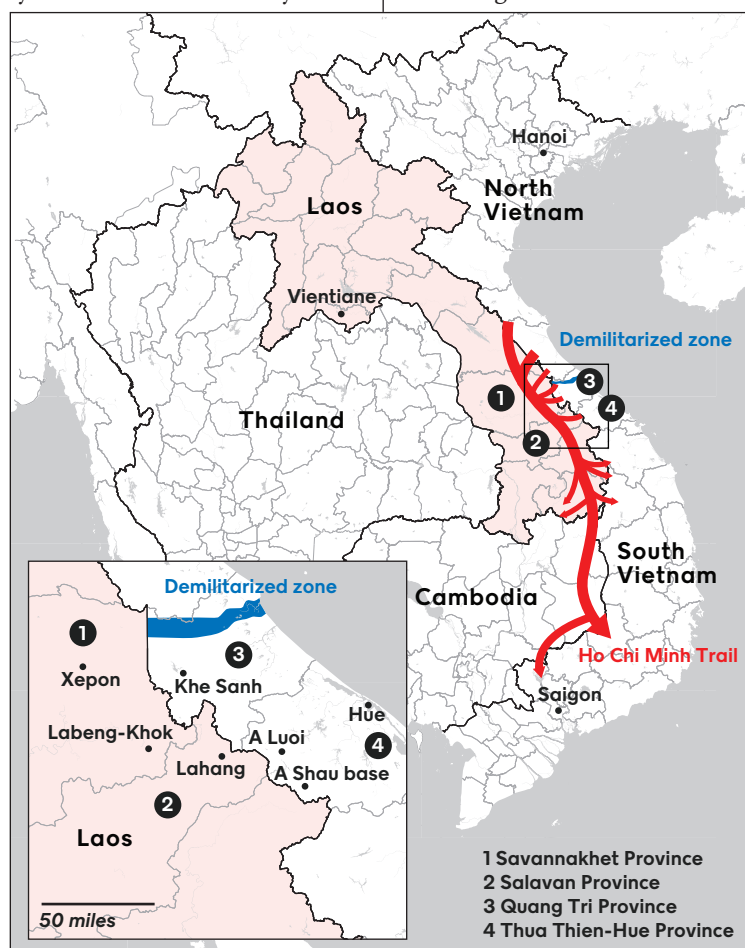 Hanoi
North
Vietnam
Laos
Vientiane
Demilitarized zone
1
3
4
Thailand
2
South
Vietnam
Cambodia
Ho Chi Minh Trail
Saigon
Demilitarized zone
1
3
Xepon
Khe Sanh
Hue
Labeng-Khok
A Luoi
4
Lahang
A Shau base
2
Laos
50 miles
1 Savannakhet Province
2 Salavan Province
3 Quang Tri Province
4 Thua Thien-Hue Province